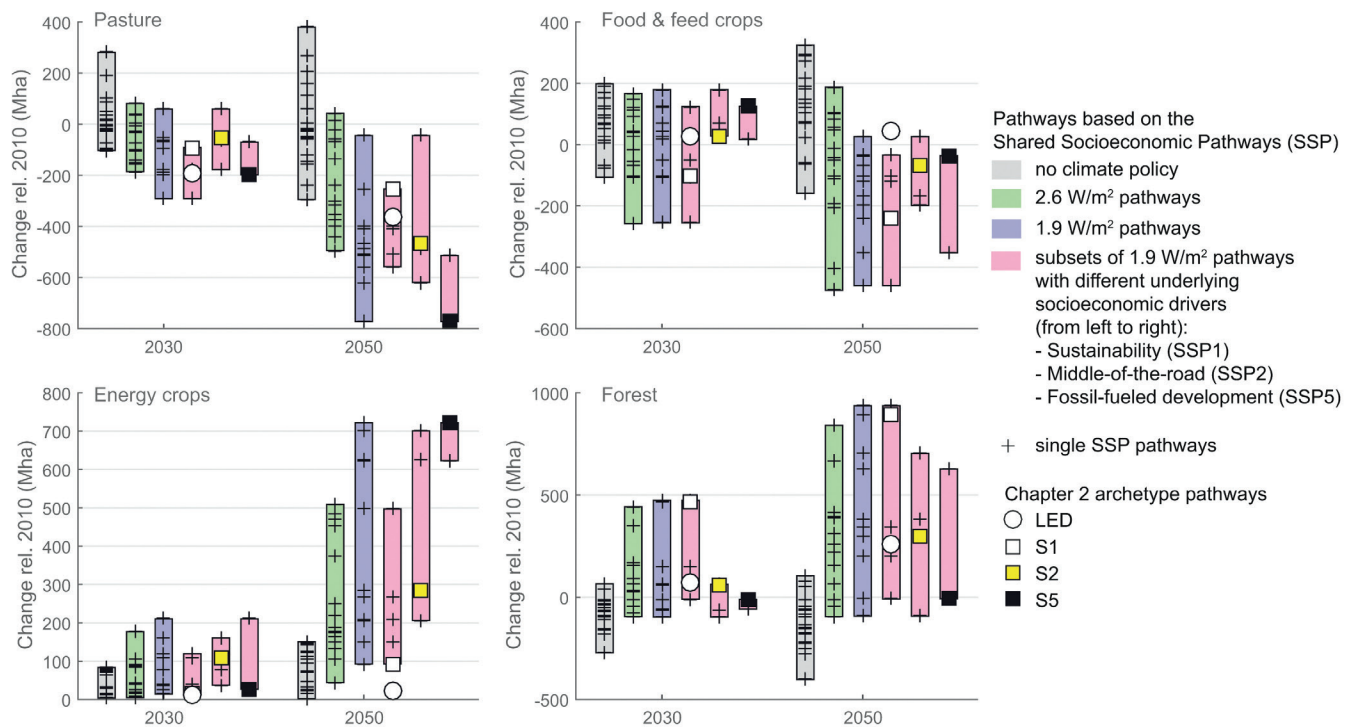 Pasture
Change rel. 2010 (Mha)
400
200
0
-200
-400
-600
-800
2030
2050
Food & feed crops
Change rel. 2010 (Mha)
400
200
0
-200
-400
-600
2030
2050
Energy crops
Change rel. 2010 (Mha)
800
700
600
500
400
300
200
100
0
2030
2050
Forest
Change rel. 2010 (Mha)
1000
500
0
-500
2030
2050
Pathways based on the
Shared Socioeconomic Pathways (SSP)
no climate policy
2.6 W/m² pathways
1.9 W/m² pathways
subsets of 1.9 W/m² pathways
with different underlying
socioeconomic drivers
(from left to right):
- Sustainability (SSP1)
- Middle-of-the-road (SSP2)
- Fossil-fueled development (SSP5)
single SSP pathways
Chapter 2 archetype pathways
LED
S1
S2
S5